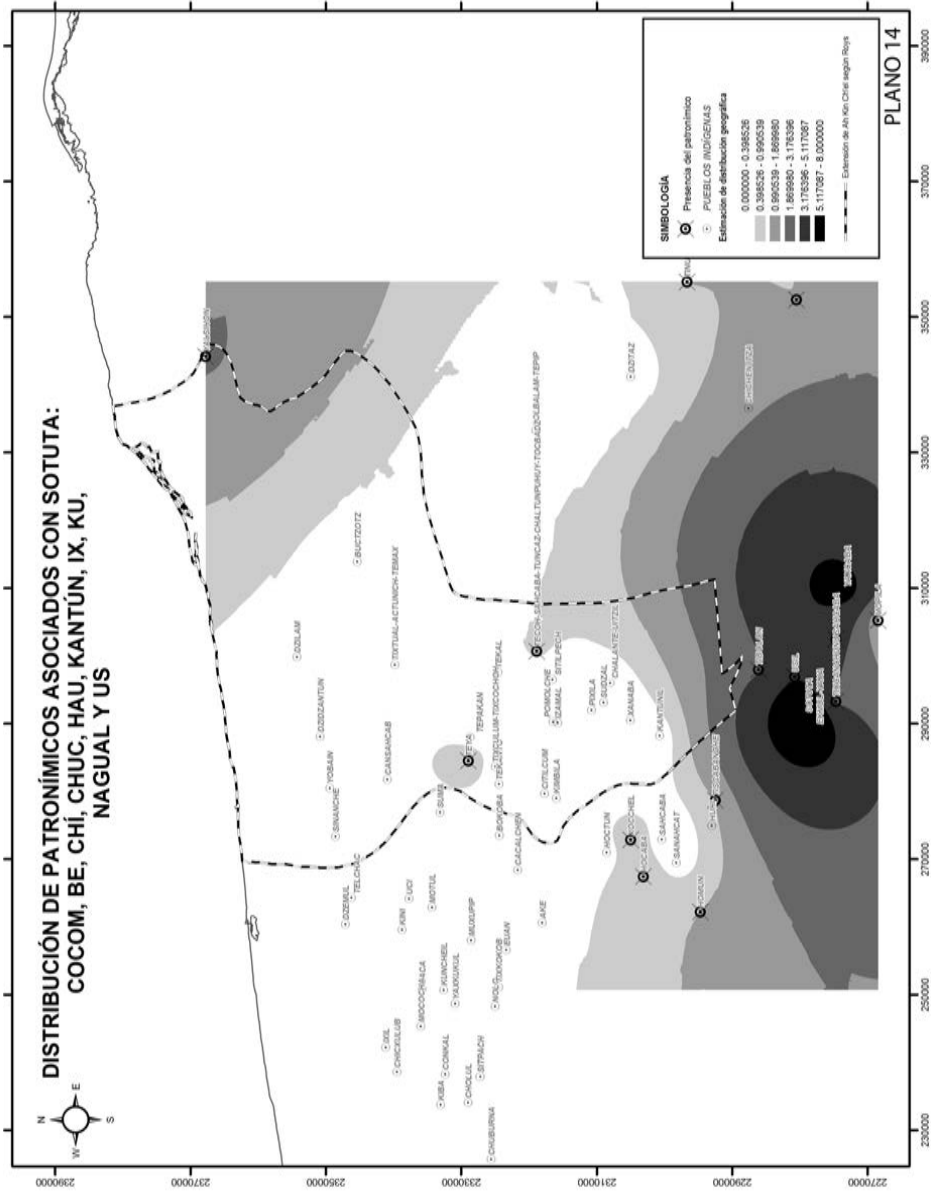 DISTRIBUCIÓN DE PATRONÍMICOS ASOCIADOS CON SOTUTA:
COCOM, BE, CHÍ, CHUC, HAU, KANTÚN, IX, KU,
NAGUAL Y US
N
W
E
S
DZILAM
DZIDZANTUN
YOBAIN
SINANCHE
BUCTZOTZ
TIXTUAL-ACTUNICH-TEMAX
CANSAHCAB
TELCHAC
DZEMUL
TEPAKAN
TEYA
SUMA
UCI
KINI
MOTUL
MUXUPIP
KUNCHEIL
YAXKUKUL
MOCOCHA
IXIL
CHICXULUB
CONKAL
KIBA
CHOLUL
SITPACH
CHUBURNA
NOLO
TIXKOKOB
EUAN
TEKAL
BOKOBA
CACALCHEN
AKE
POMOLCHE
SITILPECH
IZAMAL
CITILCUM
KIMBILA
PIXILA
SUDZAL
CHALANTE-UITZIL
XANABA
KANTUNIL
HOCTUN
XOCCHEL
HOCABA
SAHCABA
SANAHCAT
HOMUN
DZITAZ
CHICHENITZA
SIMBOLOGÍA
Presencia del patronímico
PUEBLOS INDÍGENAS
Estimación de distribución geográfica
0.000000 - 0.398526
0.398526 - 0.990539
0.990539 - 1.869980
1.869980 - 3.176396
3.176396 - 5.117087
5.117087 - 8.000000
Extensión de Ah Kin Chel según Roys
PLANO 14
230000
250000
270000
290000
3100000
330000
350000
370000
390000
2390000
2370000
2350000
2330000
2310000
2290000
2270000